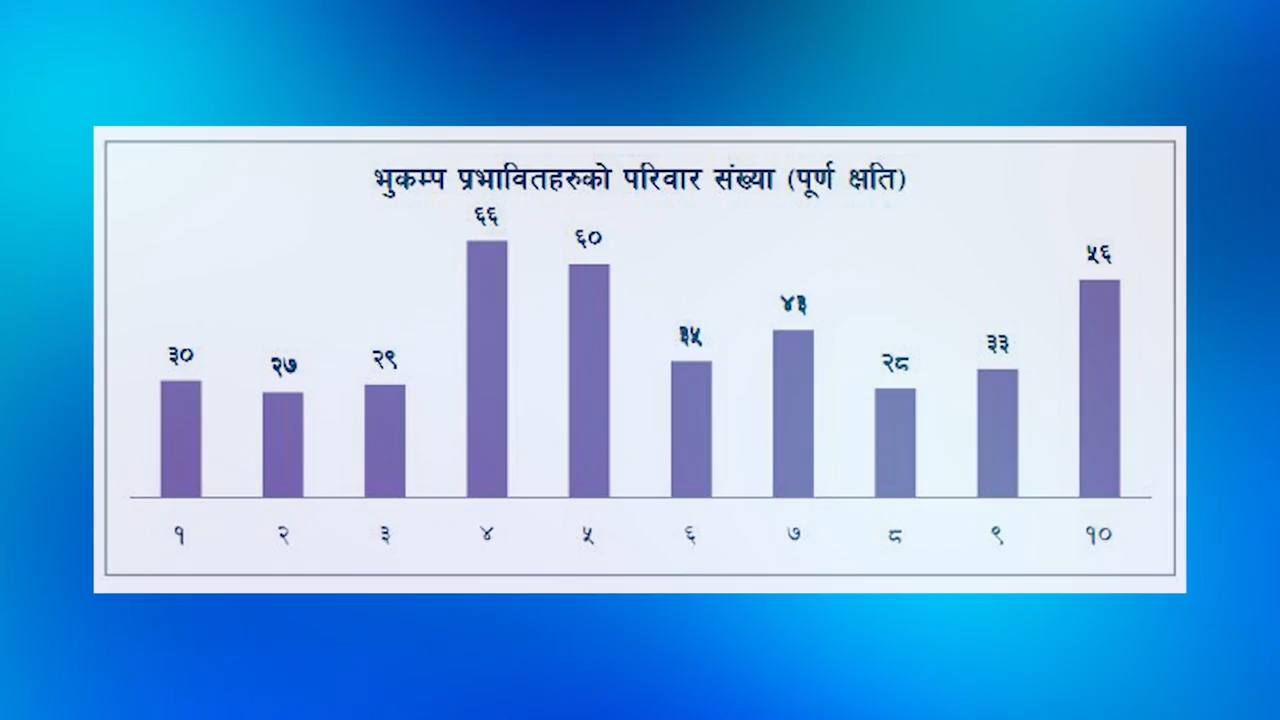 भुकम्प प्रभावितहरुको परिवार संख्या (पूर्ण क्षति)
३० २७ २९ ६६ ६० ३५ ४३ २८ ३३ ५६
१ २ ३ ४ ५ ६ ७ ८ ९ १०